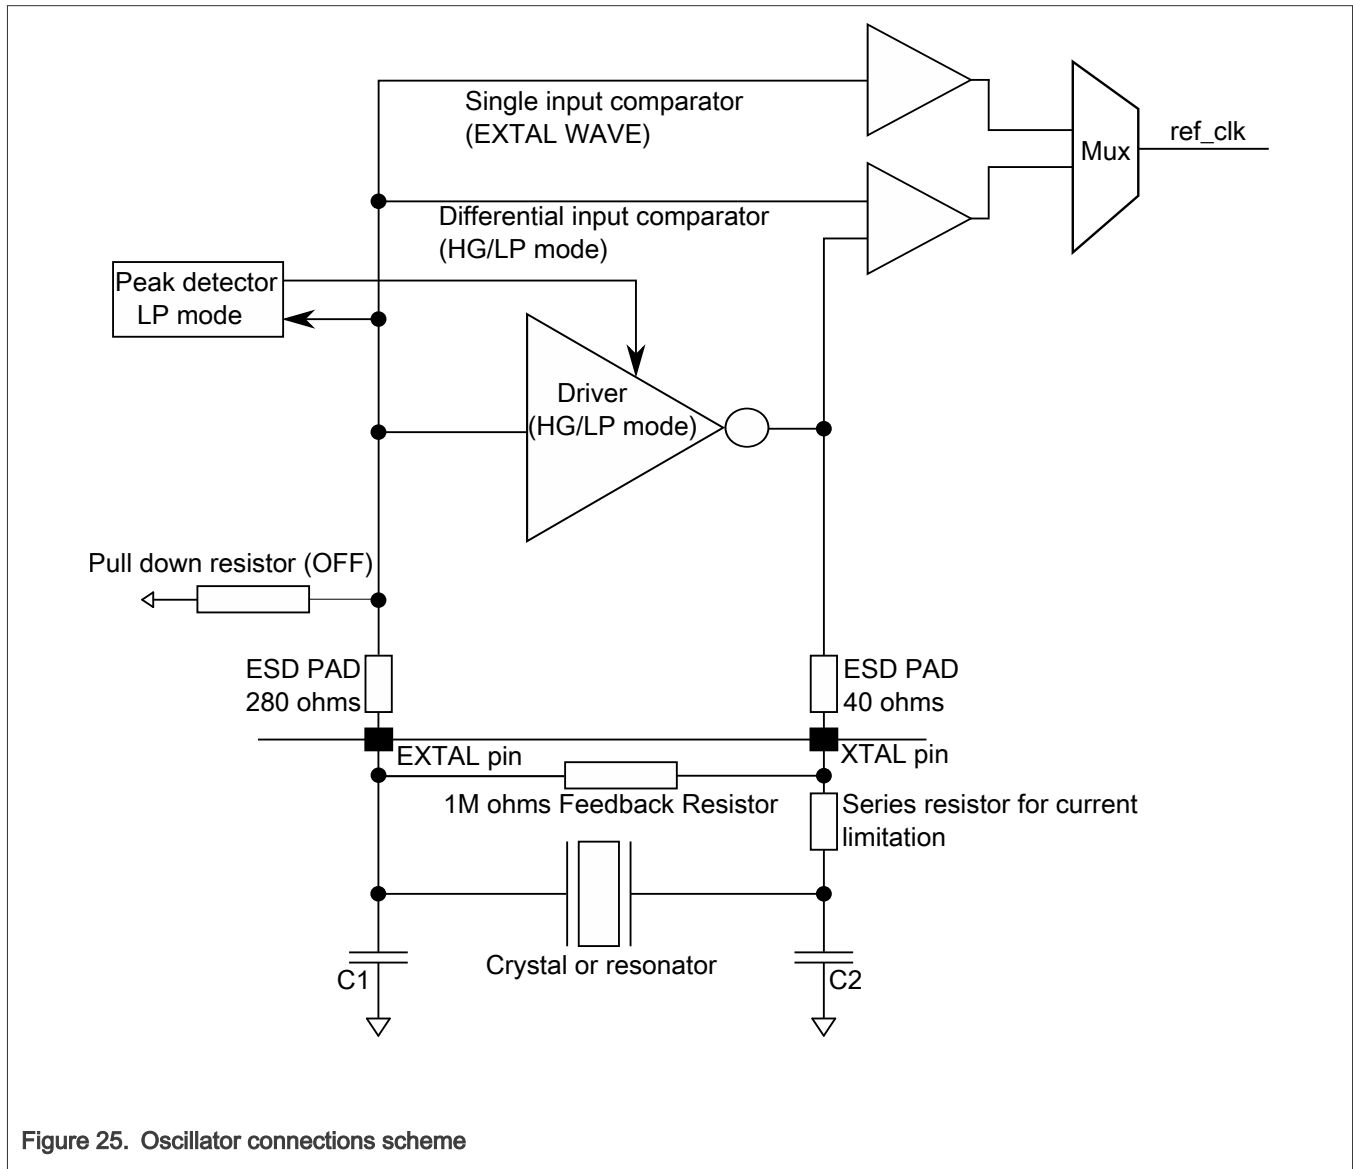 Single input comparator
(EXTAL WAVE)
Mux
ref_clk
Differential input comparator
(HG/LP mode)
Peak detector
LP mode
Driver
(HG/LP mode)
Pull down resistor (OFF)
ESD PAD
280 ohms
ESD PAD
40 ohms
EXTAL pin
XTAL pin
1M ohms Feedback Resistor
Series resistor for current
limitation
Crystal or resonator
C1
C2
Figure 25. Oscillator connections scheme